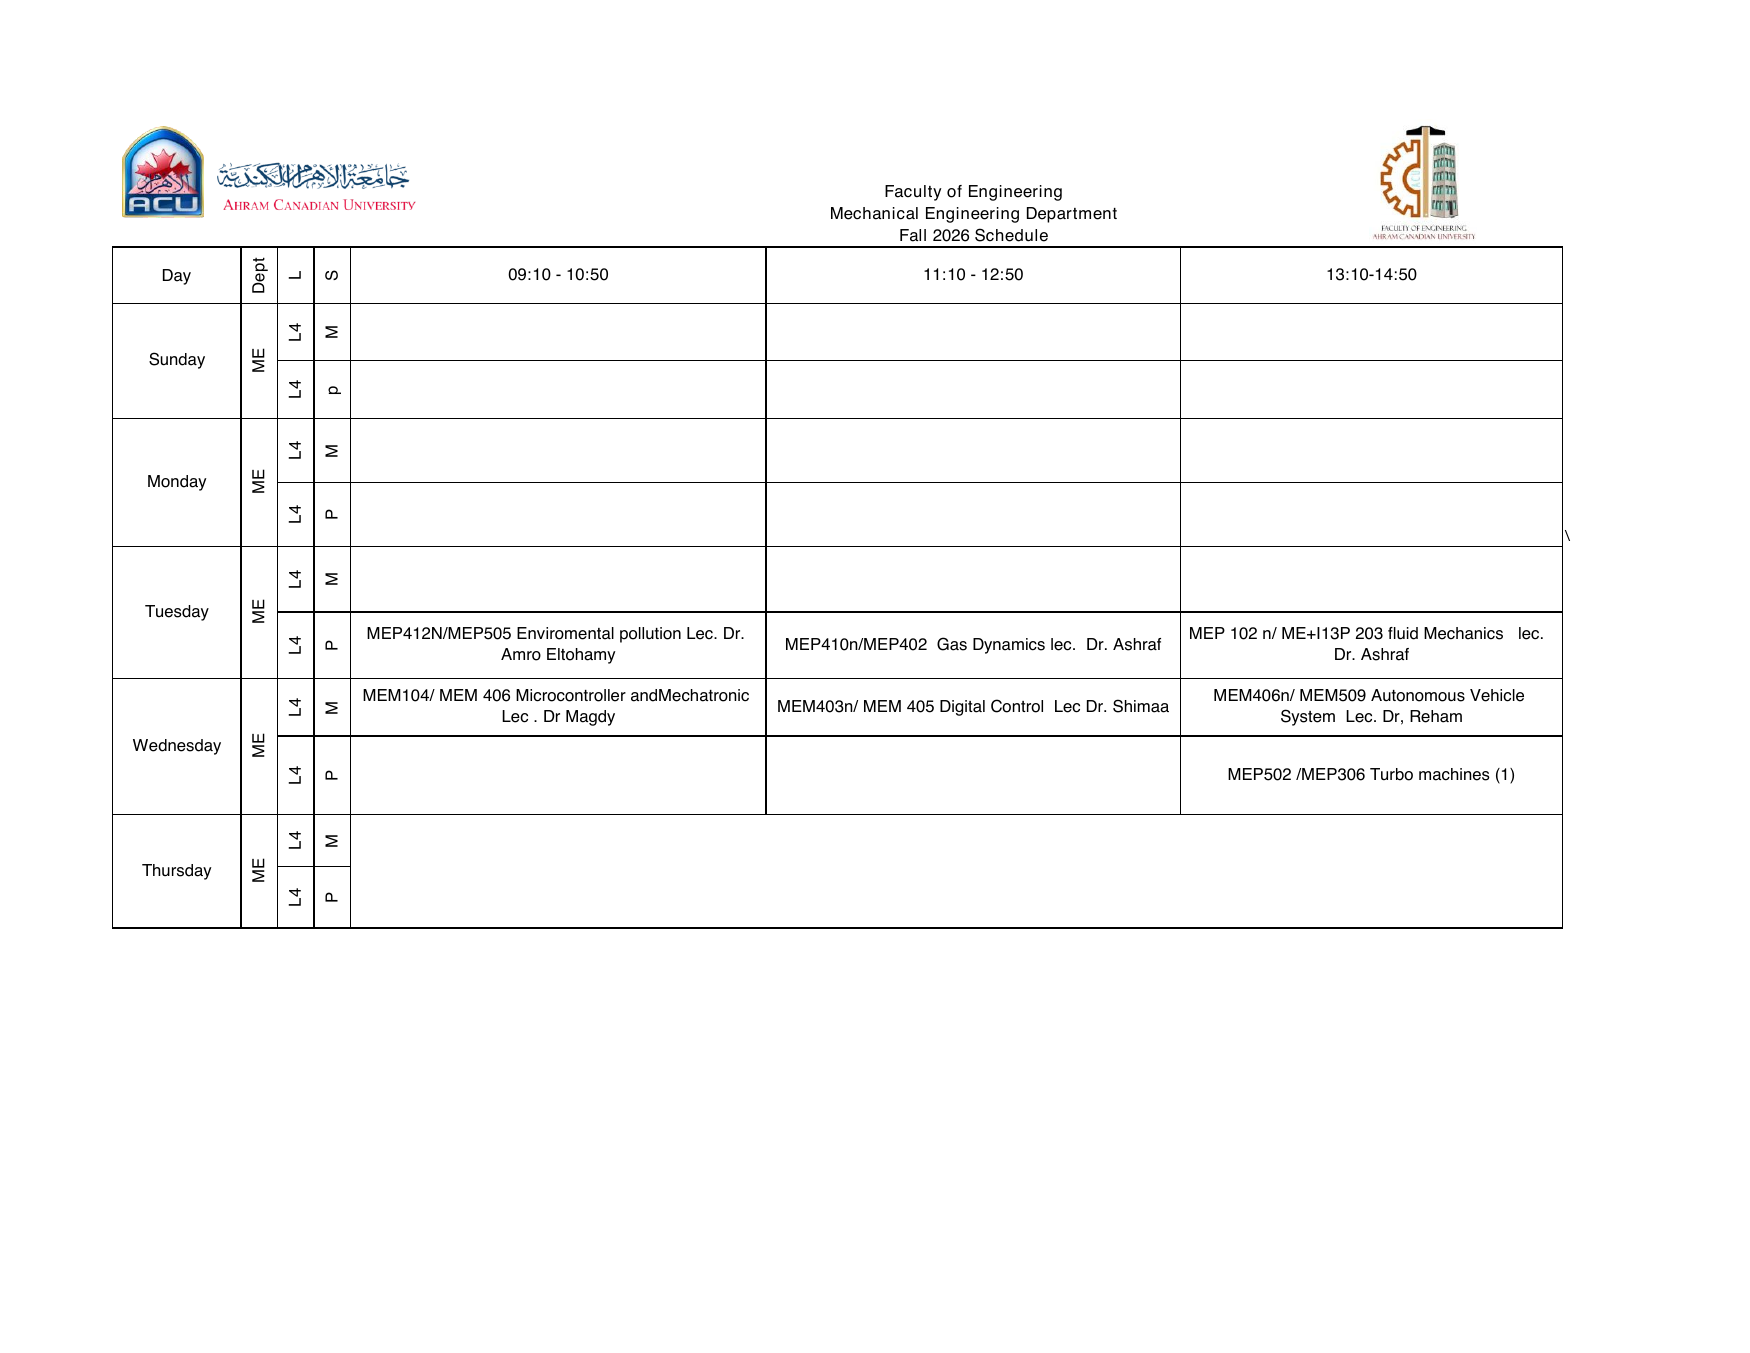 ACU
جامعة الأهرام الكندية
AHRAM CANADIAN UNIVERSITY
Faculty of Engineering
Mechanical Engineering Department
Fall 2026 Schedule
FACULTY OF ENGINEERING
AHRAM CANADIAN UNIVERSITY
Day Dept L S 09:10 - 10:50 11:10 - 12:50 13:10-14:50
Sunday ME L4 M
L4 p
Monday ME L4 M
L4 P
\
Tuesday ME L4 M
L4 P
MEP412N/MEP505 Enviromental pollution Lec. Dr.
Amro Eltohamy
MEP410n/MEP402 Gas Dynamics lec. Dr. Ashraf
MEP 102 n/ ME+I13P 203 fluid Mechanics lec.
Dr. Ashraf
Wednesday ME L4 M
MEM104/ MEM 406 Microcontroller andMechatronic
Lec . Dr Magdy
MEM403n/ MEM 405 Digital Control Lec Dr. Shimaa
MEM406n/ MEM509 Autonomous Vehicle
System Lec. Dr, Reham
L4 P
MEP502 /MEP306 Turbo machines (1)
Thursday ME L4 M
L4 P